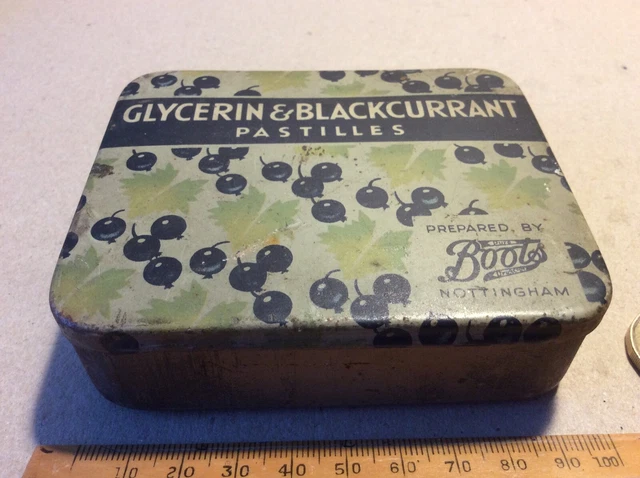 GLYCERIN & BLACKCURRANT
PASTILLES
PREPARED BY
Boots
NOTTINGHAM
10 20 30 40 50 60 70 80 90 100